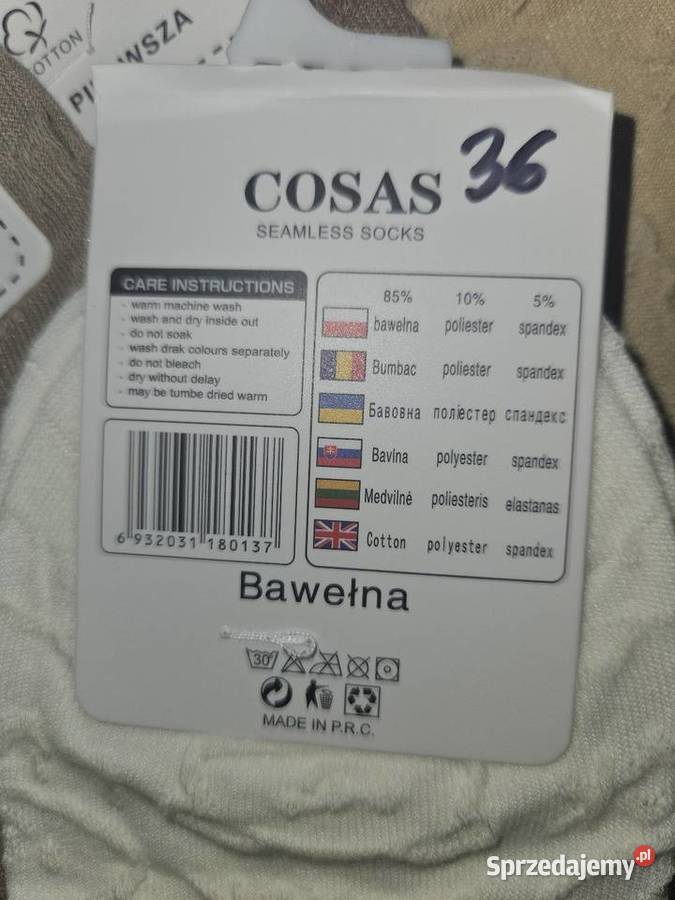 COTTON
COSAS 36
SEAMLESS SOCKS
CARE INSTRUCTIONS
- warm machine wash
- wash and dry inside out
- do not soak
- wash drak colours separately
- do not bleach
- dry without delay
- may be tumbe dried warm
85% 10% 5%
bawełna poliester spandex
Bumbac poliester spandex
Бавовна поліестер спандекс
Bavina polyester spandex
Medvilnė poliesteris elastanas
Cotton polyester spandex
6 932031 180137
Bawełna
30°
MADE IN P.R.C.
Sprzedajemy.pl